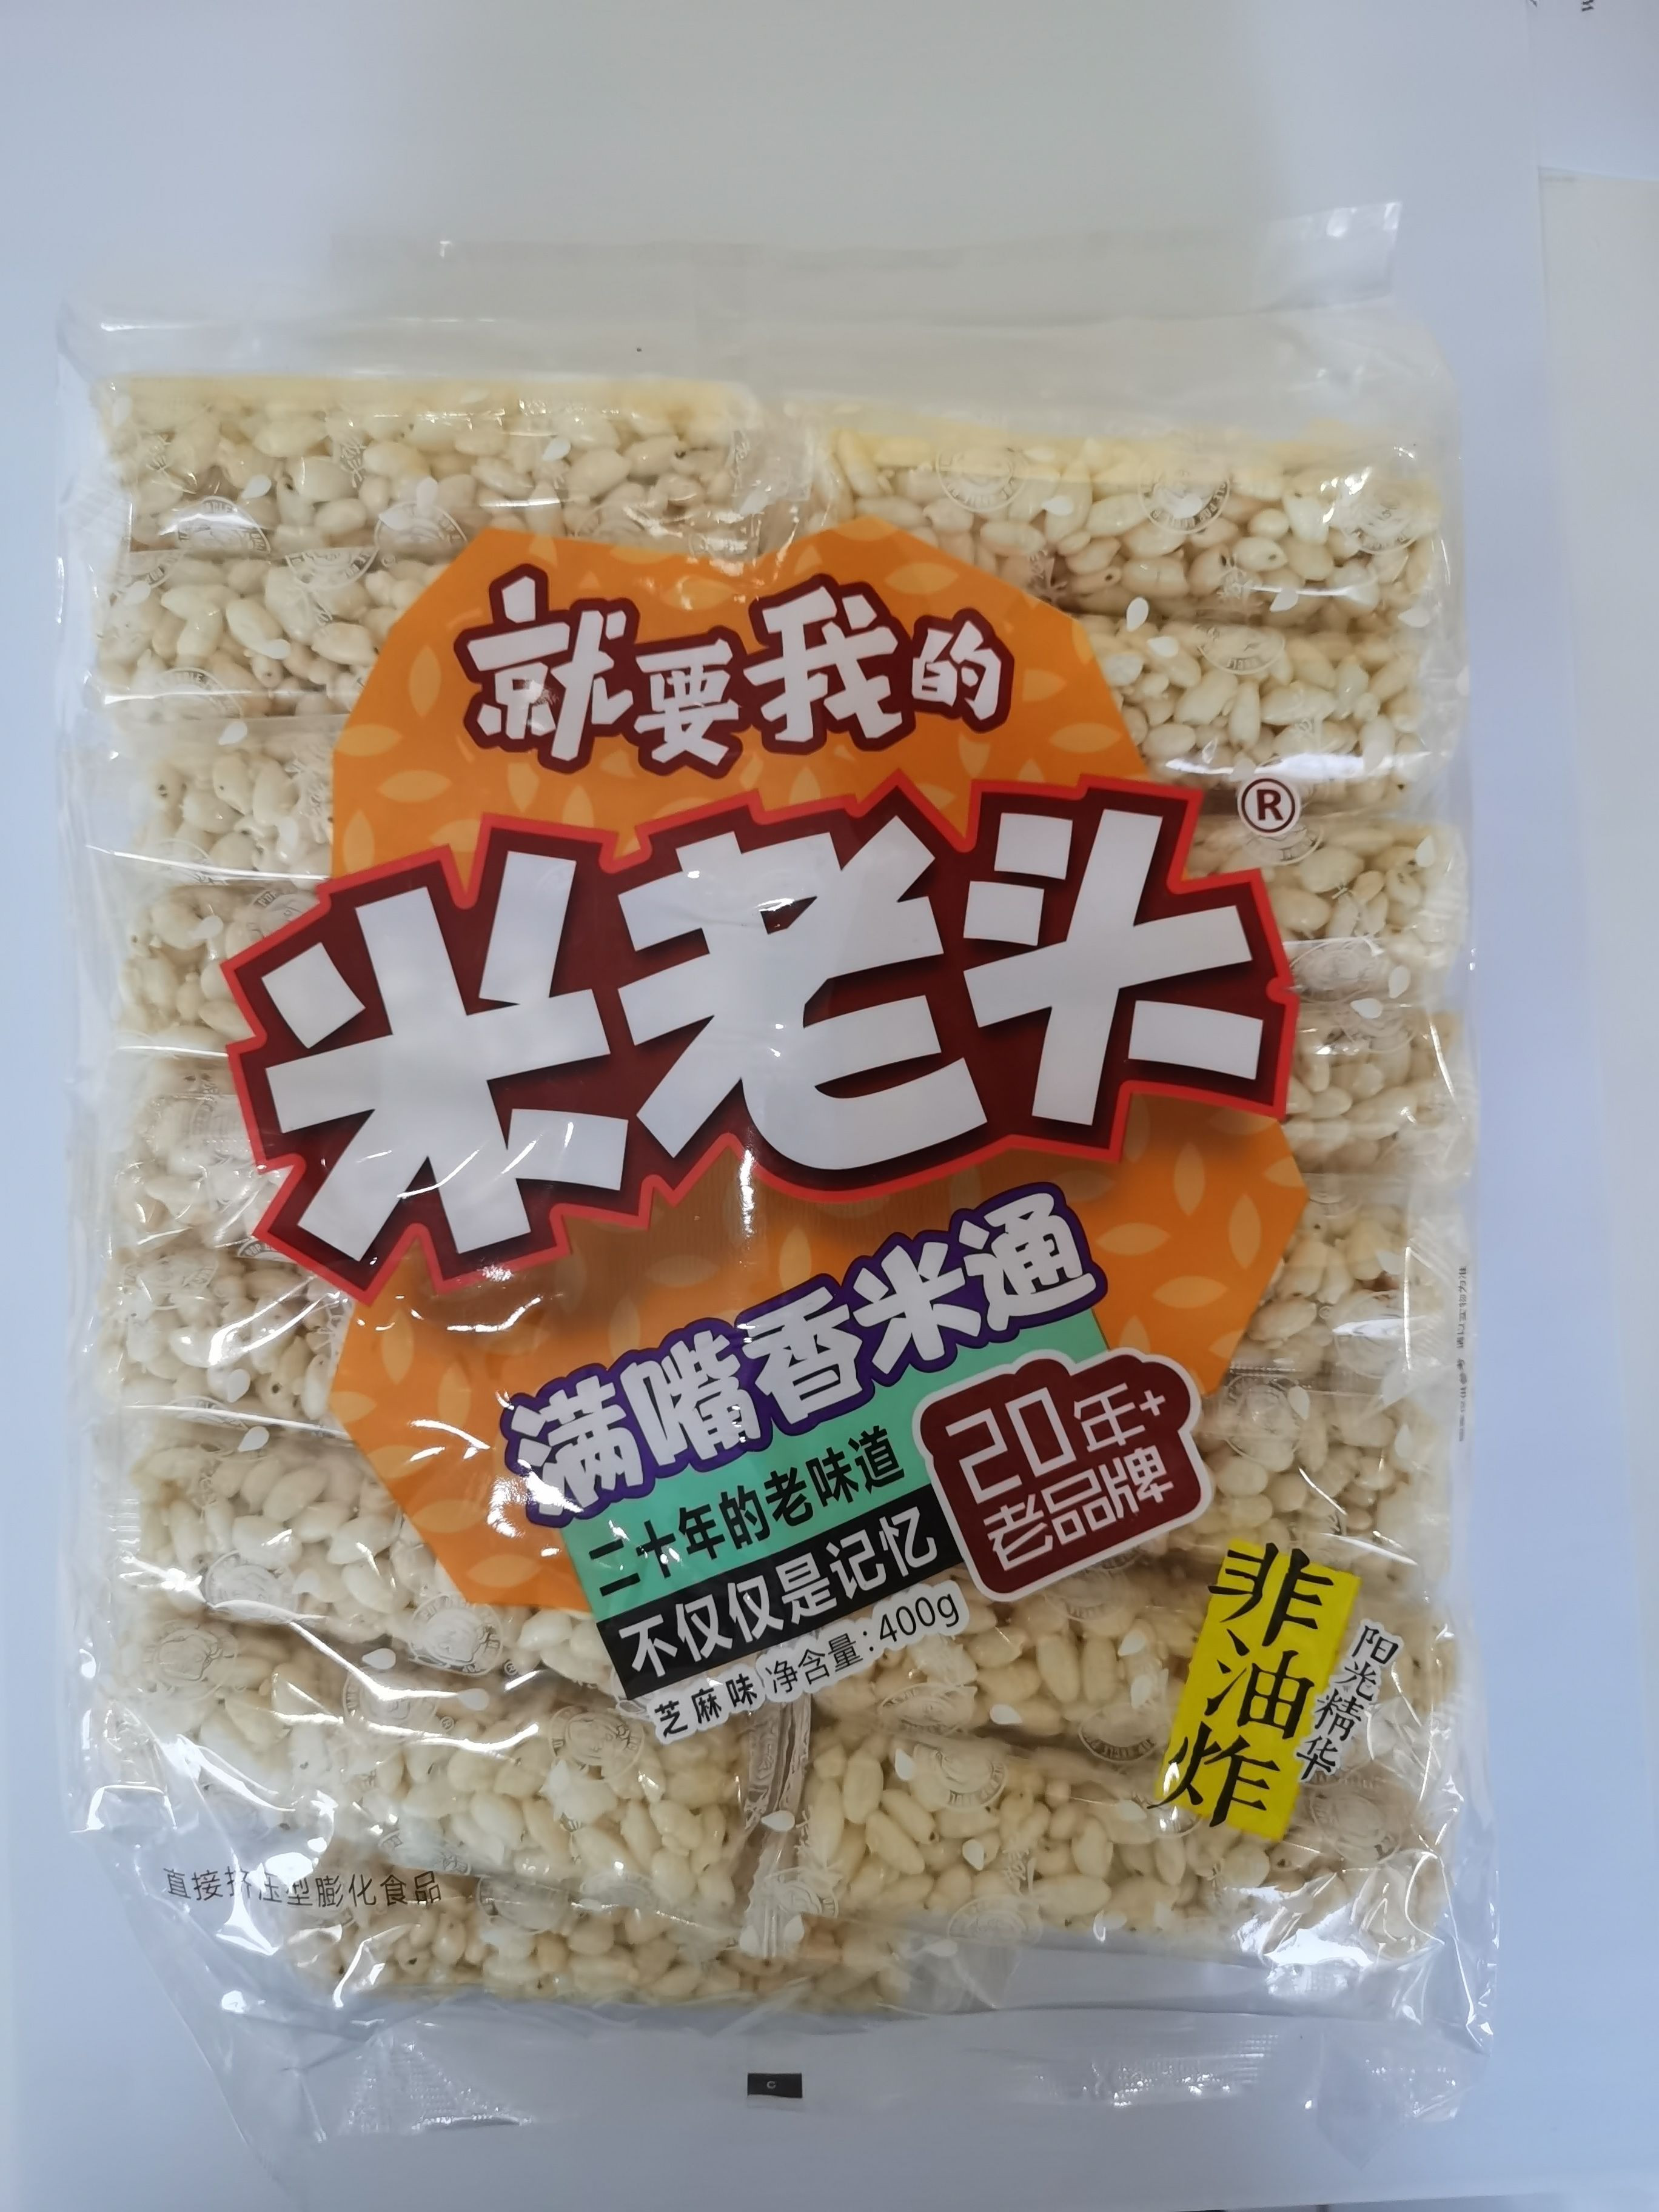 就要我的
米老头®
满嘴香米通
二十年的老味道
不仅仅是记忆
20年+
老品牌
芝麻味 净含量:400g
非油炸
阳光精华
直接挤压型膨化食品